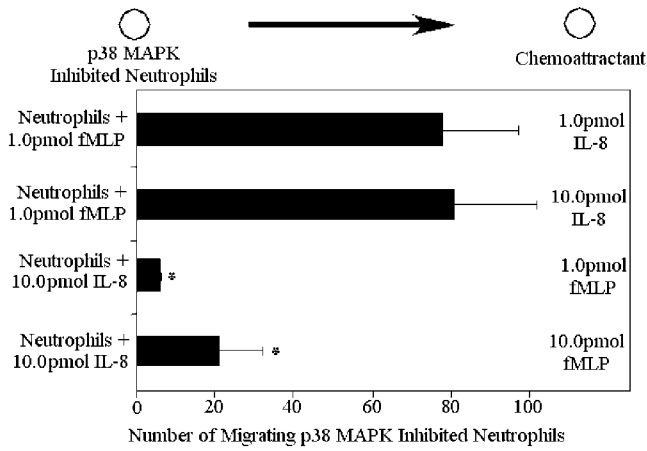 p38 MAPK
Inhibited Neutrophils
Chemoattractant
Neutrophils +
1.0pmol fMLP
1.0pmol
IL-8
Neutrophils +
1.0pmol fMLP
10.0pmol
IL-8
Neutrophils +
10.0pmol IL-8
*
1.0pmol
fMLP
Neutrophils +
10.0pmol IL-8
*
10.0pmol
fMLP
0 20 40 60 80 100
Number of Migrating p38 MAPK Inhibited Neutrophils